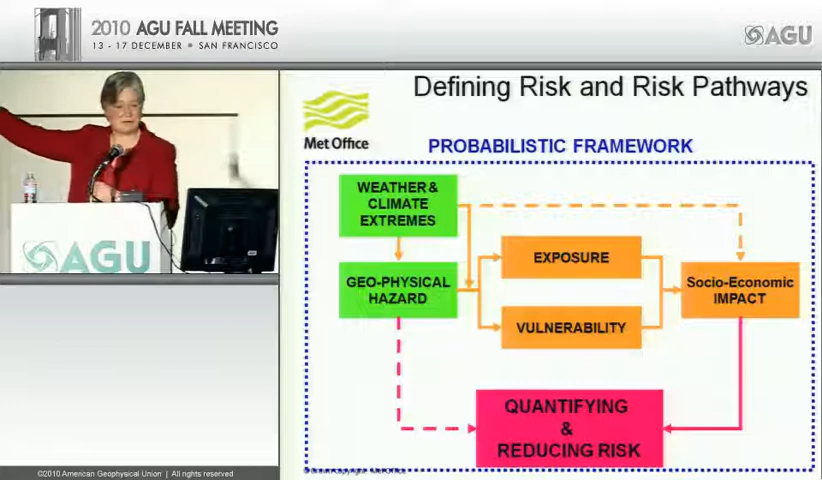 2010 AGU FALL MEETING
13 - 17 DECEMBER ▪ SAN FRANCISCO
AGU
Defining Risk and Risk Pathways
Met Office
PROBABILISTIC FRAMEWORK
WEATHER &
CLIMATE
EXTREMES
EXPOSURE
GEO-PHYSICAL
HAZARD
Socio-Economic
IMPACT
VULNERABILITY
QUANTIFYING
&
REDUCING RISK
AGU
©2010 American Geophysical Union | All rights reserved
Met Office